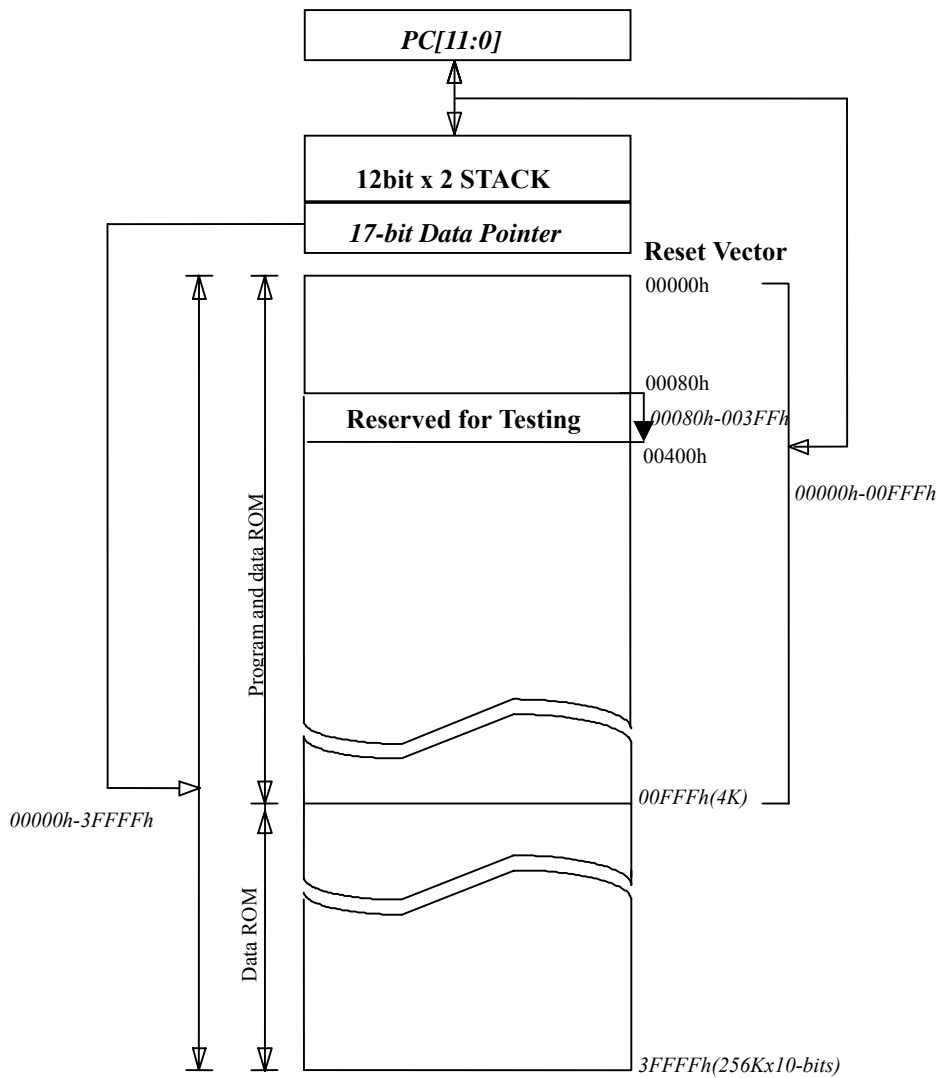 PC[11:0]
12bit x 2 STACK
17-bit Data Pointer
Reset Vector
00000h
00080h
00080h-003FFh
Reserved for Testing
00400h
00000h-00FFFh
Program and data ROM
00FFFh(4K)
00000h-3FFFFh
Data ROM
3FFFFh(256Kx10-bits)